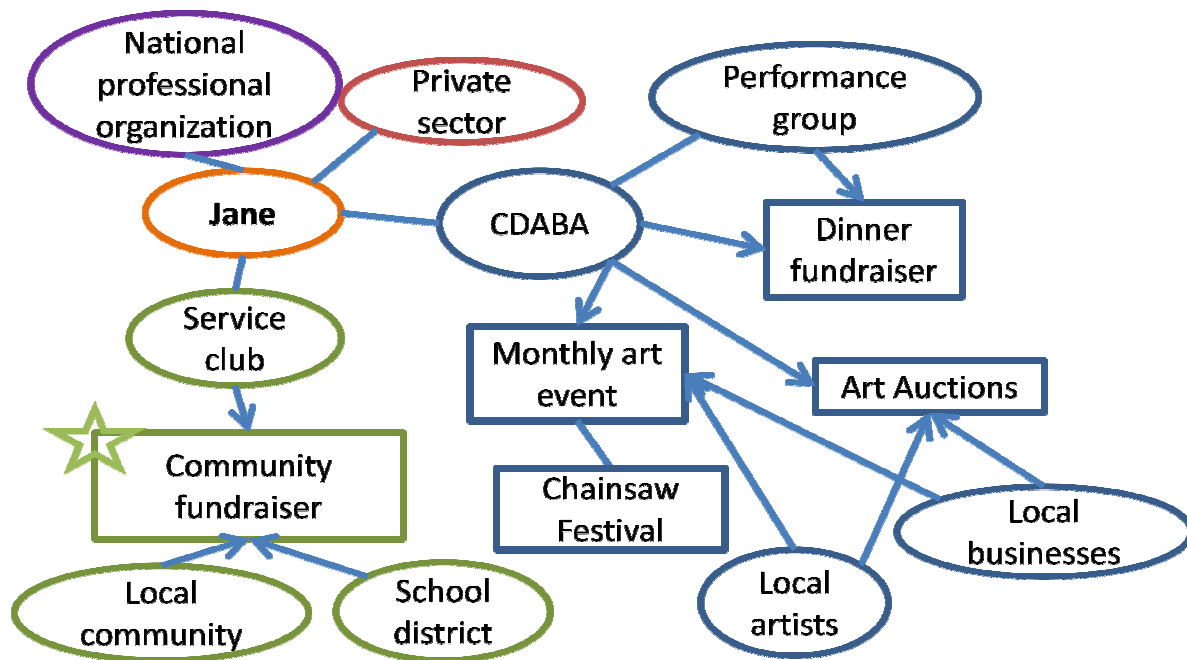 National
professional
organization
Private
sector
Performance
group
Jane
CDABA
Dinner
fundraiser
Service
club
Monthly art
event
Art Auctions
Community
fundraiser
Chainsaw
Festival
Local
businesses
Local
community
School
district
Local
artists